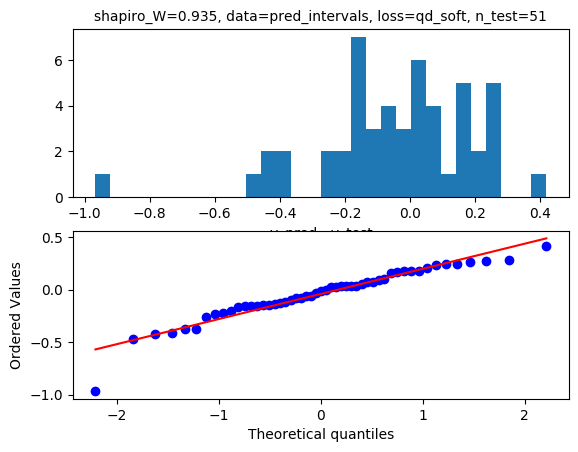 shapiro_W=0.935, data=pred_intervals, loss=qd_soft, n_test=51
6
4
2
0
−1.0 −0.8 −0.6 −0.4 −0.2 0.0 0.2 0.4
0.5
0.0
−0.5
−1.0
Ordered Values
−2 −1 0 1 2
Theoretical quantiles